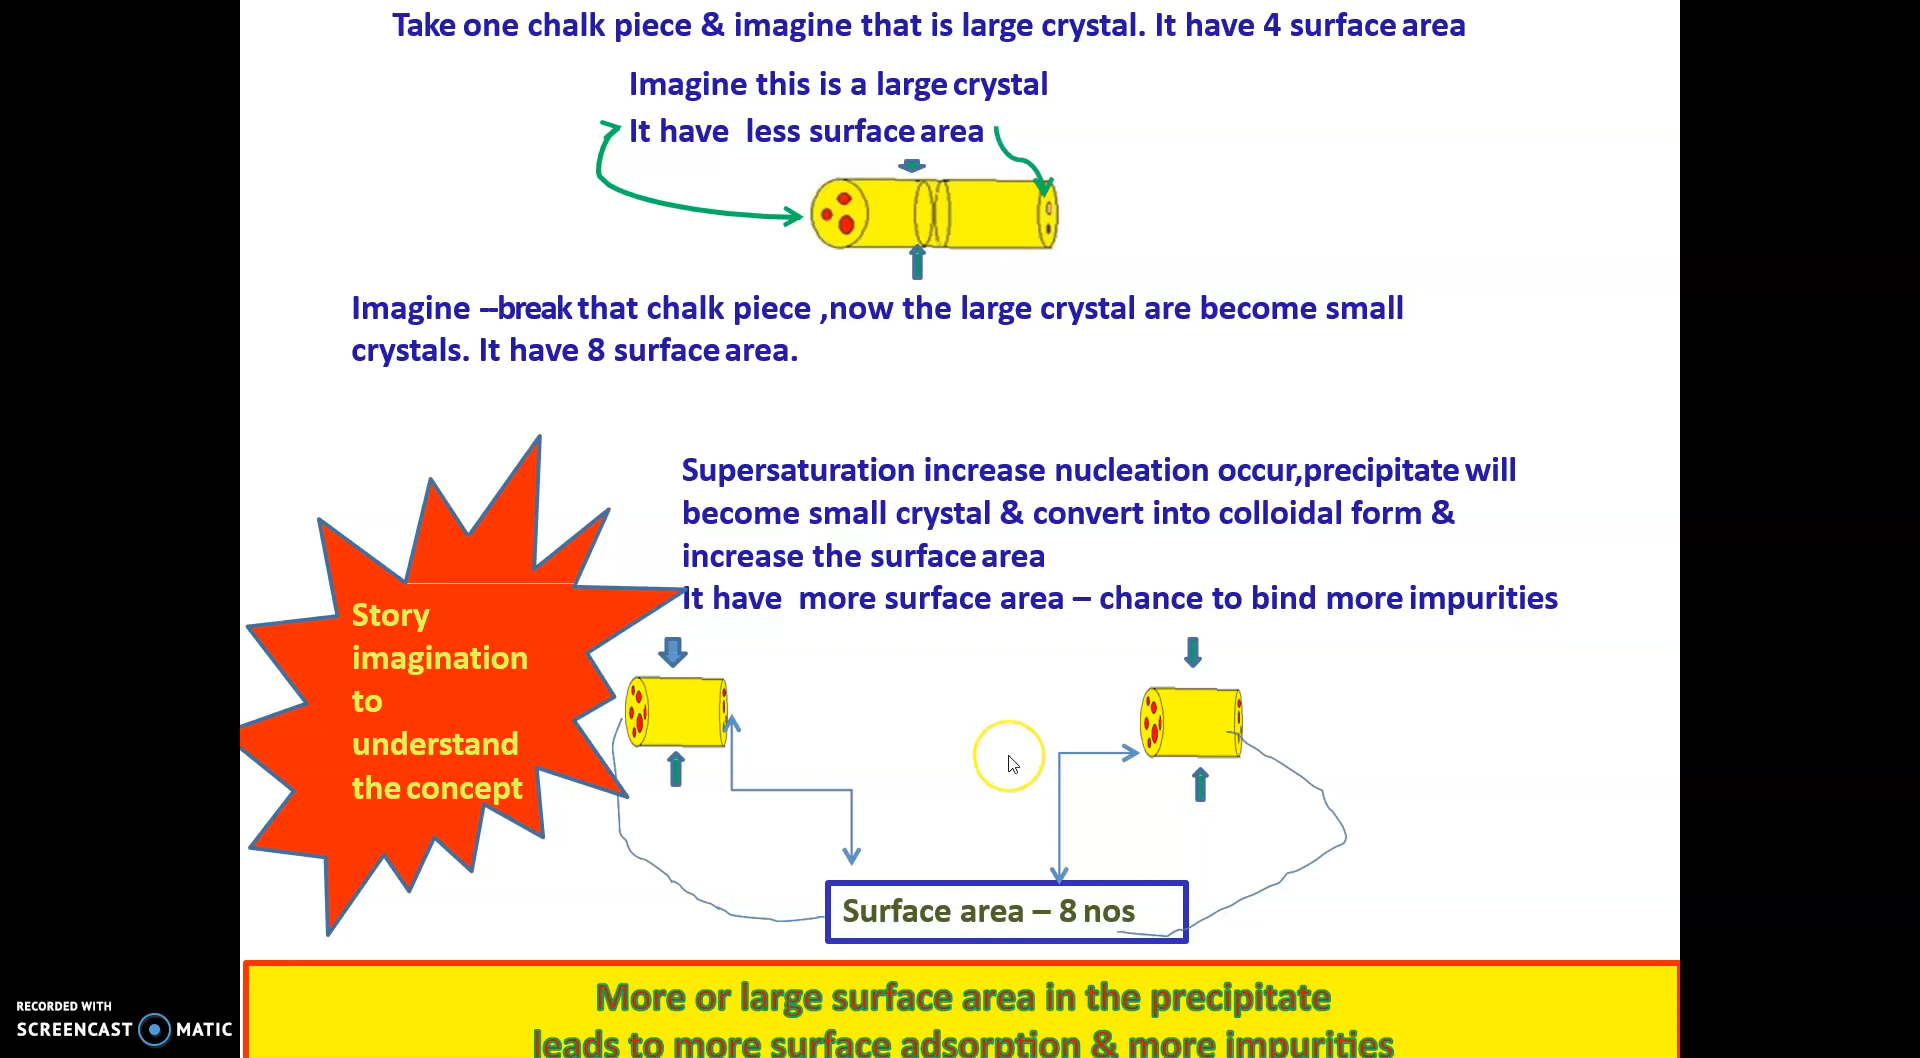 Take one chalk piece & imagine that is large crystal. It have 4 surface area
Imagine this is a large crystal
It have less surface area
Imagine –break that chalk piece ,now the large crystal are become small
crystals. It have 8 surface area.
Supersaturation increase nucleation occur,precipitate will
become small crystal & convert into colloidal form &
increase the surface area
It have more surface area – chance to bind more impurities
Story
imagination
to
understand
the concept
Surface area – 8 nos
More or large surface area in the precipitate
leads to more surface adsorption & more impurities
RECORDED WITH
SCREENCAST MATIC